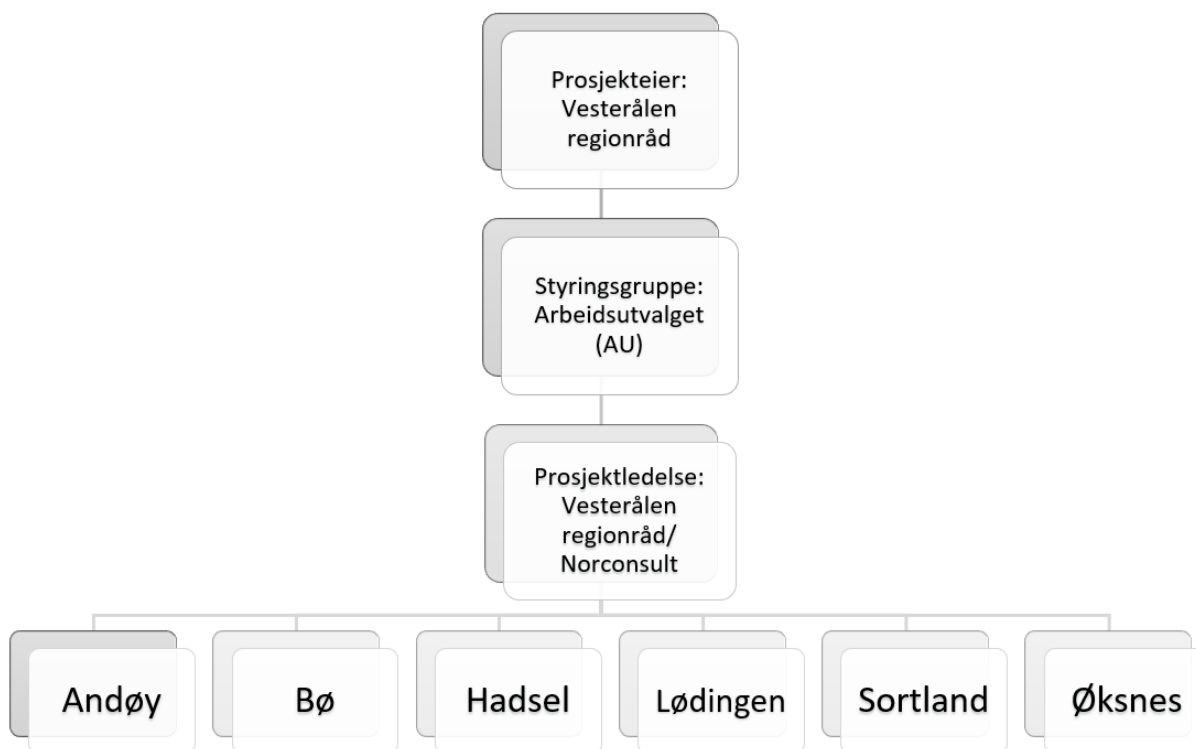 Prosjekteier:
Vesterålen
regionråd
Styringsgruppe:
Arbeidsutvalget
(AU)
Prosjektledelse:
Vesterålen
regionråd/
Norconsult
Andøy
Bø
Hadsel
Lødingen
Sortland
Øksnes